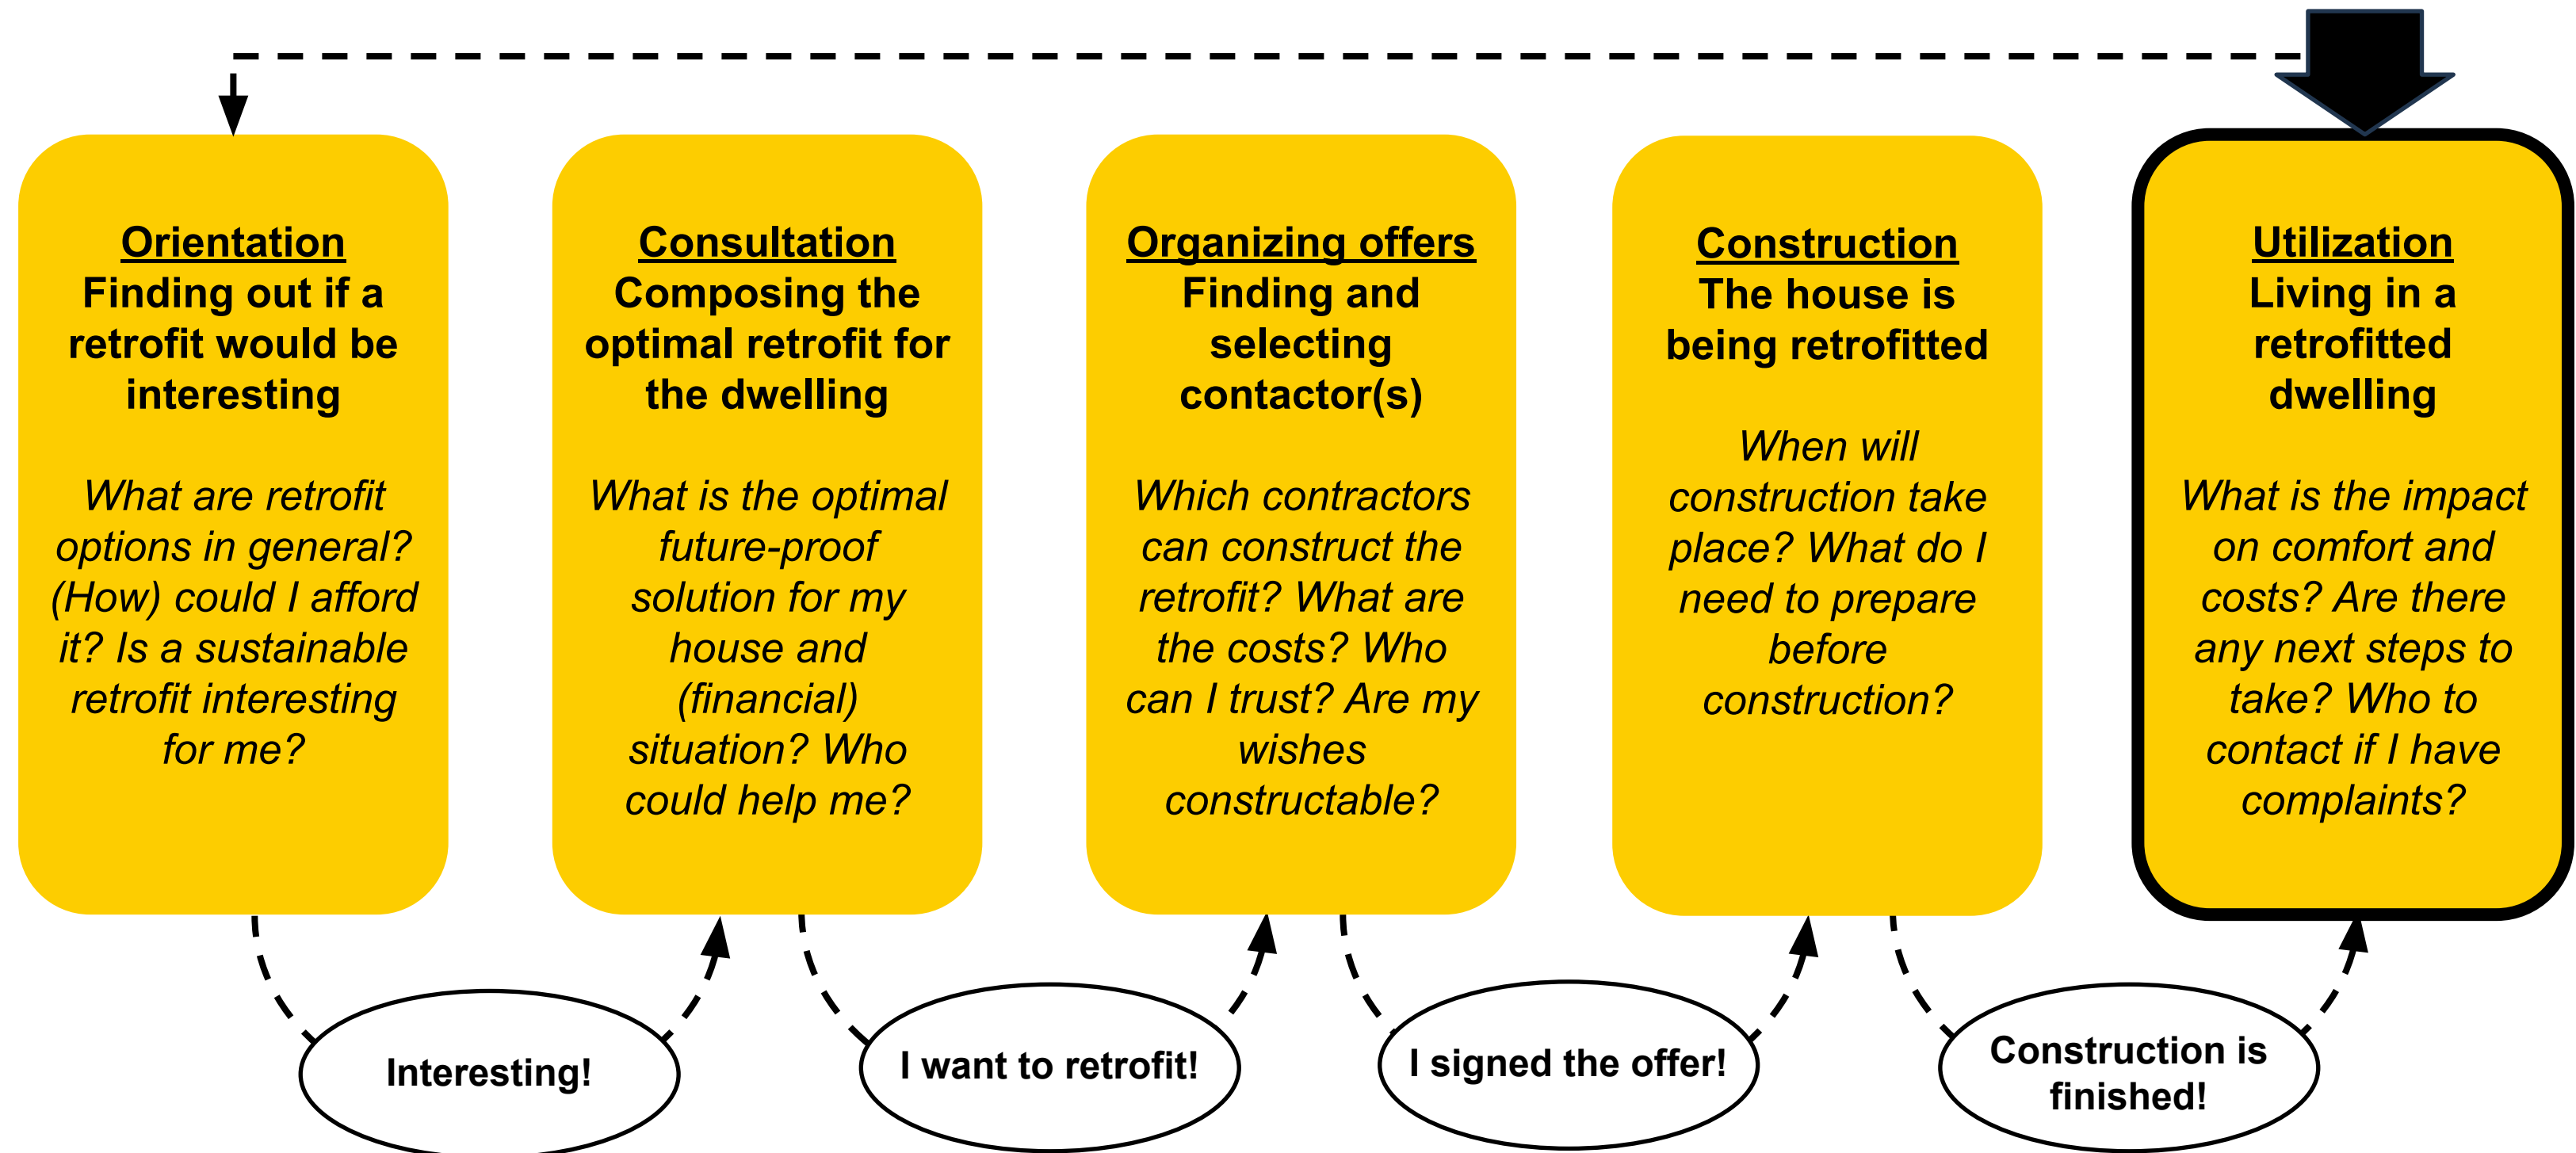 Orientation
Finding out if a
retrofit would be
interesting
What are retrofit
options in general?
(How) could I afford
it? Is a sustainable
retrofit interesting
for me?
Consultation
Composing the
optimal retrofit for
the dwelling
What is the optimal
future-proof
solution for my
house and
(financial)
situation? Who
could help me?
Organizing offers
Finding and
selecting
contactor(s)
Which contractors
can construct the
retrofit? What are
the costs? Who
can I trust? Are my
wishes
constructable?
Construction
The house is
being retrofitted
When will
construction take
place? What do I
need to prepare
before
construction?
Utilization
Living in a
retrofitted
dwelling
What is the impact
on comfort and
costs? Are there
any next steps to
take? Who to
contact if I have
complaints?
Interesting!
I want to retrofit!
I signed the offer!
Construction is
finished!